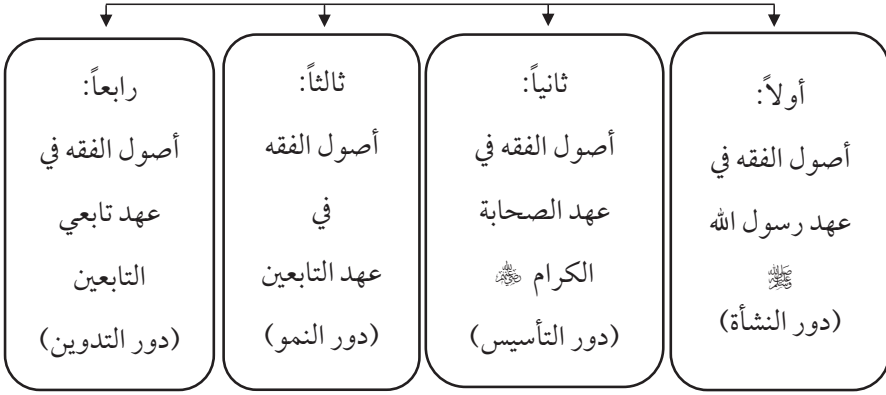 أولاً:
أصول الفقه في
عهد رسول الله
ﷺ
(دور النشأة)
ثانياً:
أصول الفقه في
عهد الصحابة
الكرام
(دور التأسيس)
ثالثاً:
أصول الفقه
في
عهد التابعين
(دور النمو)
رابعاً:
أصول الفقه في
عهد تابعي
التابعين
(دور التدوين)